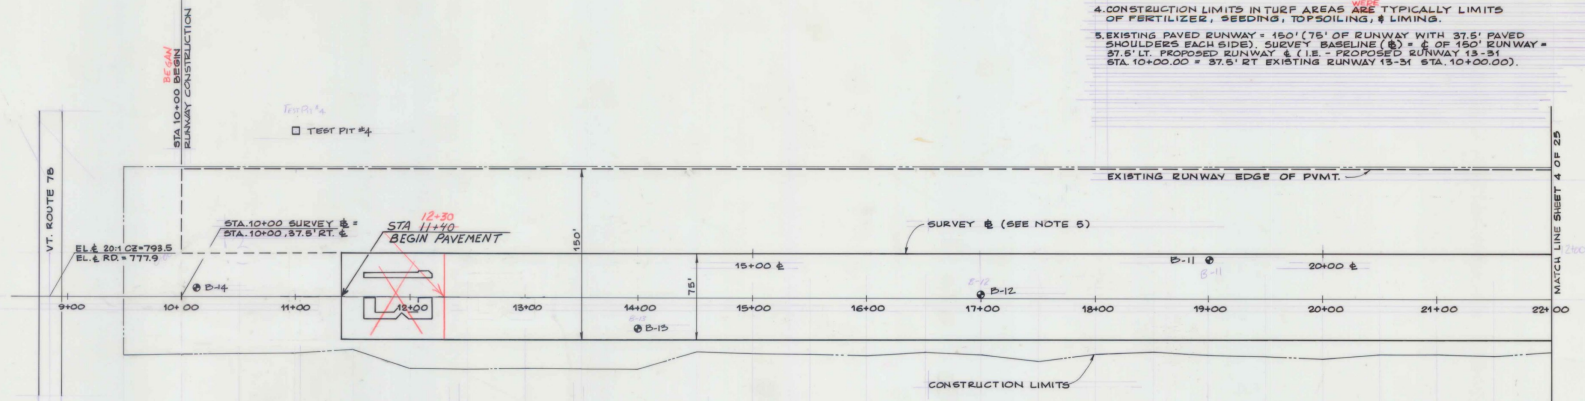 WERE
4. CONSTRUCTION LIMITS IN TURF AREAS ARE TYPICALLY LIMITS
OF FERTILIZER, SEEDING, TOPSOILING, & LIMING.
5. EXISTING PAVED RUNWAY = 150' (75' OF RUNWAY WITH 37.5' PAVED
SHOULDERS EACH SIDE). SURVEY BASELINE (℄) = ℄ OF 150' RUNWAY =
37.5' LT. PROPOSED RUNWAY ℄ (I.E. - PROPOSED RUNWAY 13-31
STA. 10+00.00 = 37.5' RT EXISTING RUNWAY 13-31 STA. 10+00.00).
BEGAN
STA 10+00 BEGIN
RUNWAY CONSTRUCTION
TEST PIT #4
TEST PIT #4
VT. ROUTE 78
EXISTING RUNWAY EDGE OF PVMT.
MATCH LINE SHEET 4 OF 25
STA. 10+00 SURVEY ℄ =
STA. 10+00, 37.5' RT. ℄
12+30
STA 11+40
BEGIN PAVEMENT
150'
SURVEY ℄ (SEE NOTE 5)
EL. ℄ 20:1 CZ=793.5
EL. ℄ RD. = 777.9
75'
15+00 ℄
B-11
B-11
20+00 ℄
B-14
B-12
B-12
9+00
10+00
11+00
12+00
13+00
14+00
15+00
16+00
17+00
18+00
19+00
20+00
21+00
22+00
B-13
CONSTRUCTION LIMITS